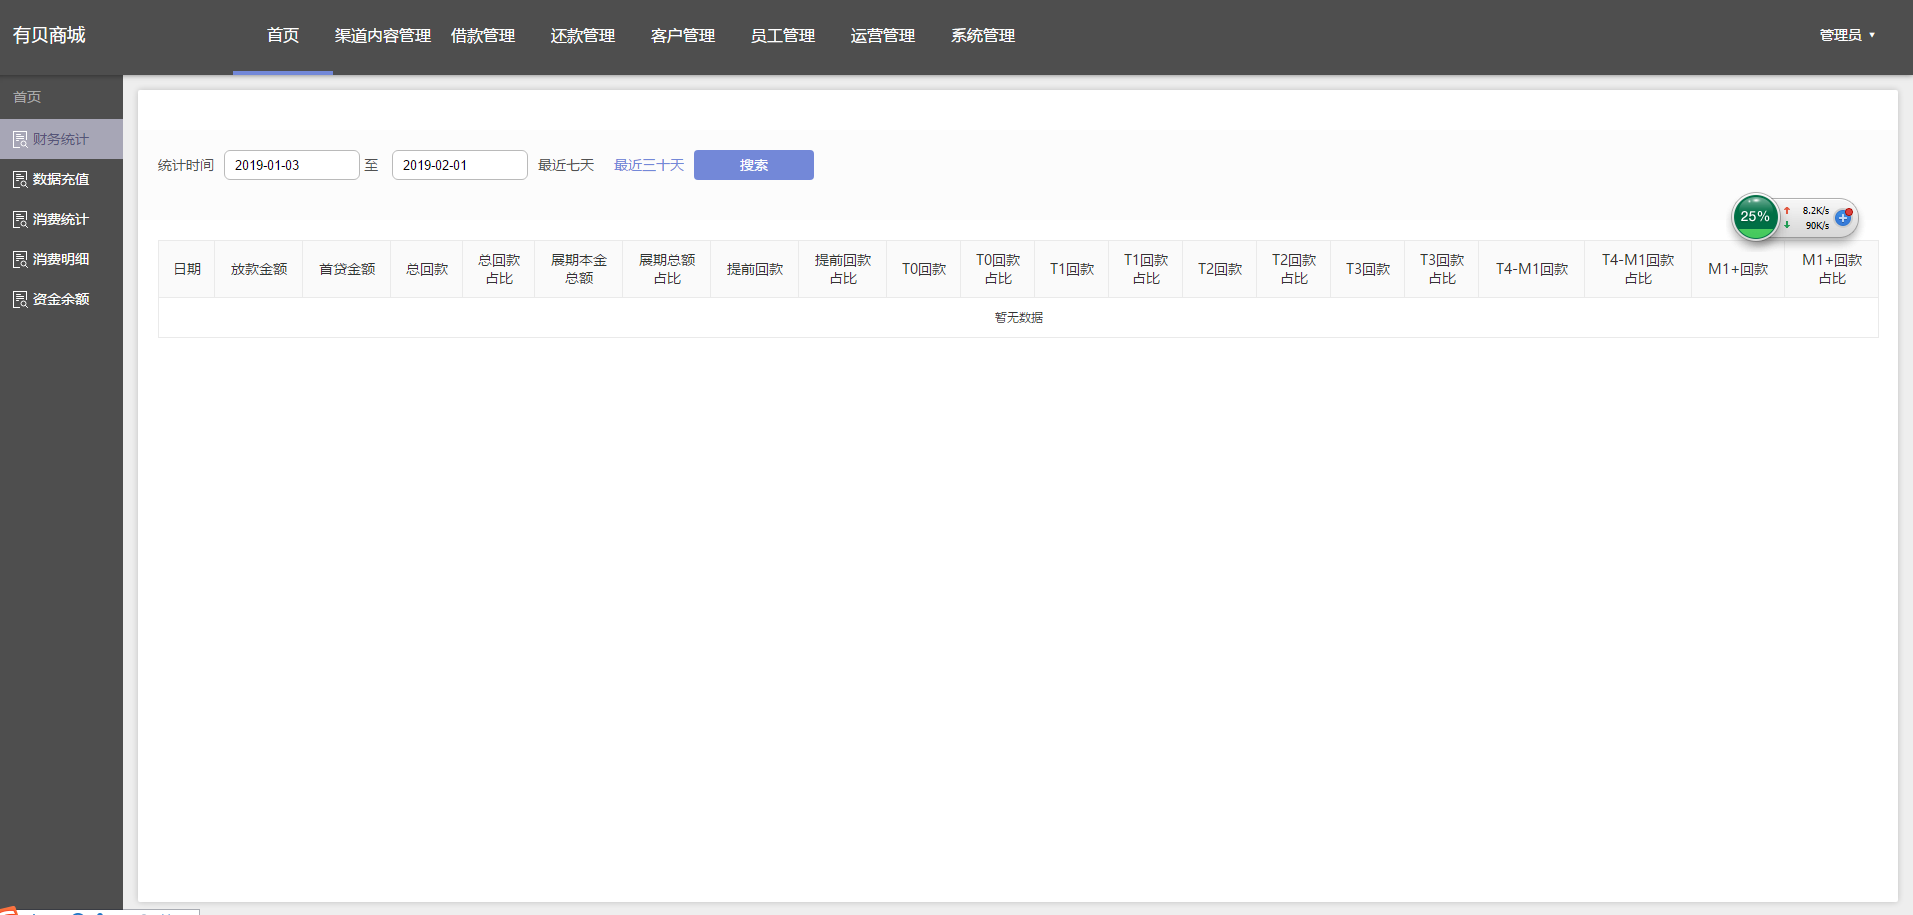 有贝商城 首页 渠道内容管理 借款管理 还款管理 客户管理 员工管理 运营管理 系统管理 管理员
首页
财务统计
数据充值
消费统计
消费明细
资金余额
统计时间 2019-01-03 至 2019-02-01 最近七天 最近三十天 搜索
25% 8.2K/s
90K/s
日期 放款金额 首贷金额 总回款 总回款占比 展期本金总额 展期总额占比 提前回款 提前回款占比 T0回款 T0回款占比 T1回款 T1回款占比 T2回款 T2回款占比 T3回款 T3回款占比 T4-M1回款 T4-M1回款占比 M1+回款 M1+回款占比
暂无数据